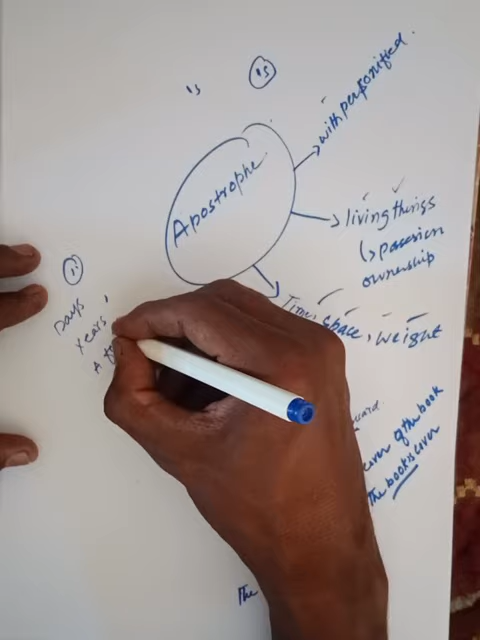 's 's
with personified.
Apostrophe
living things
possession
ownership
Time, space, weight
Days '
years
cover of the book
The book's cover
The